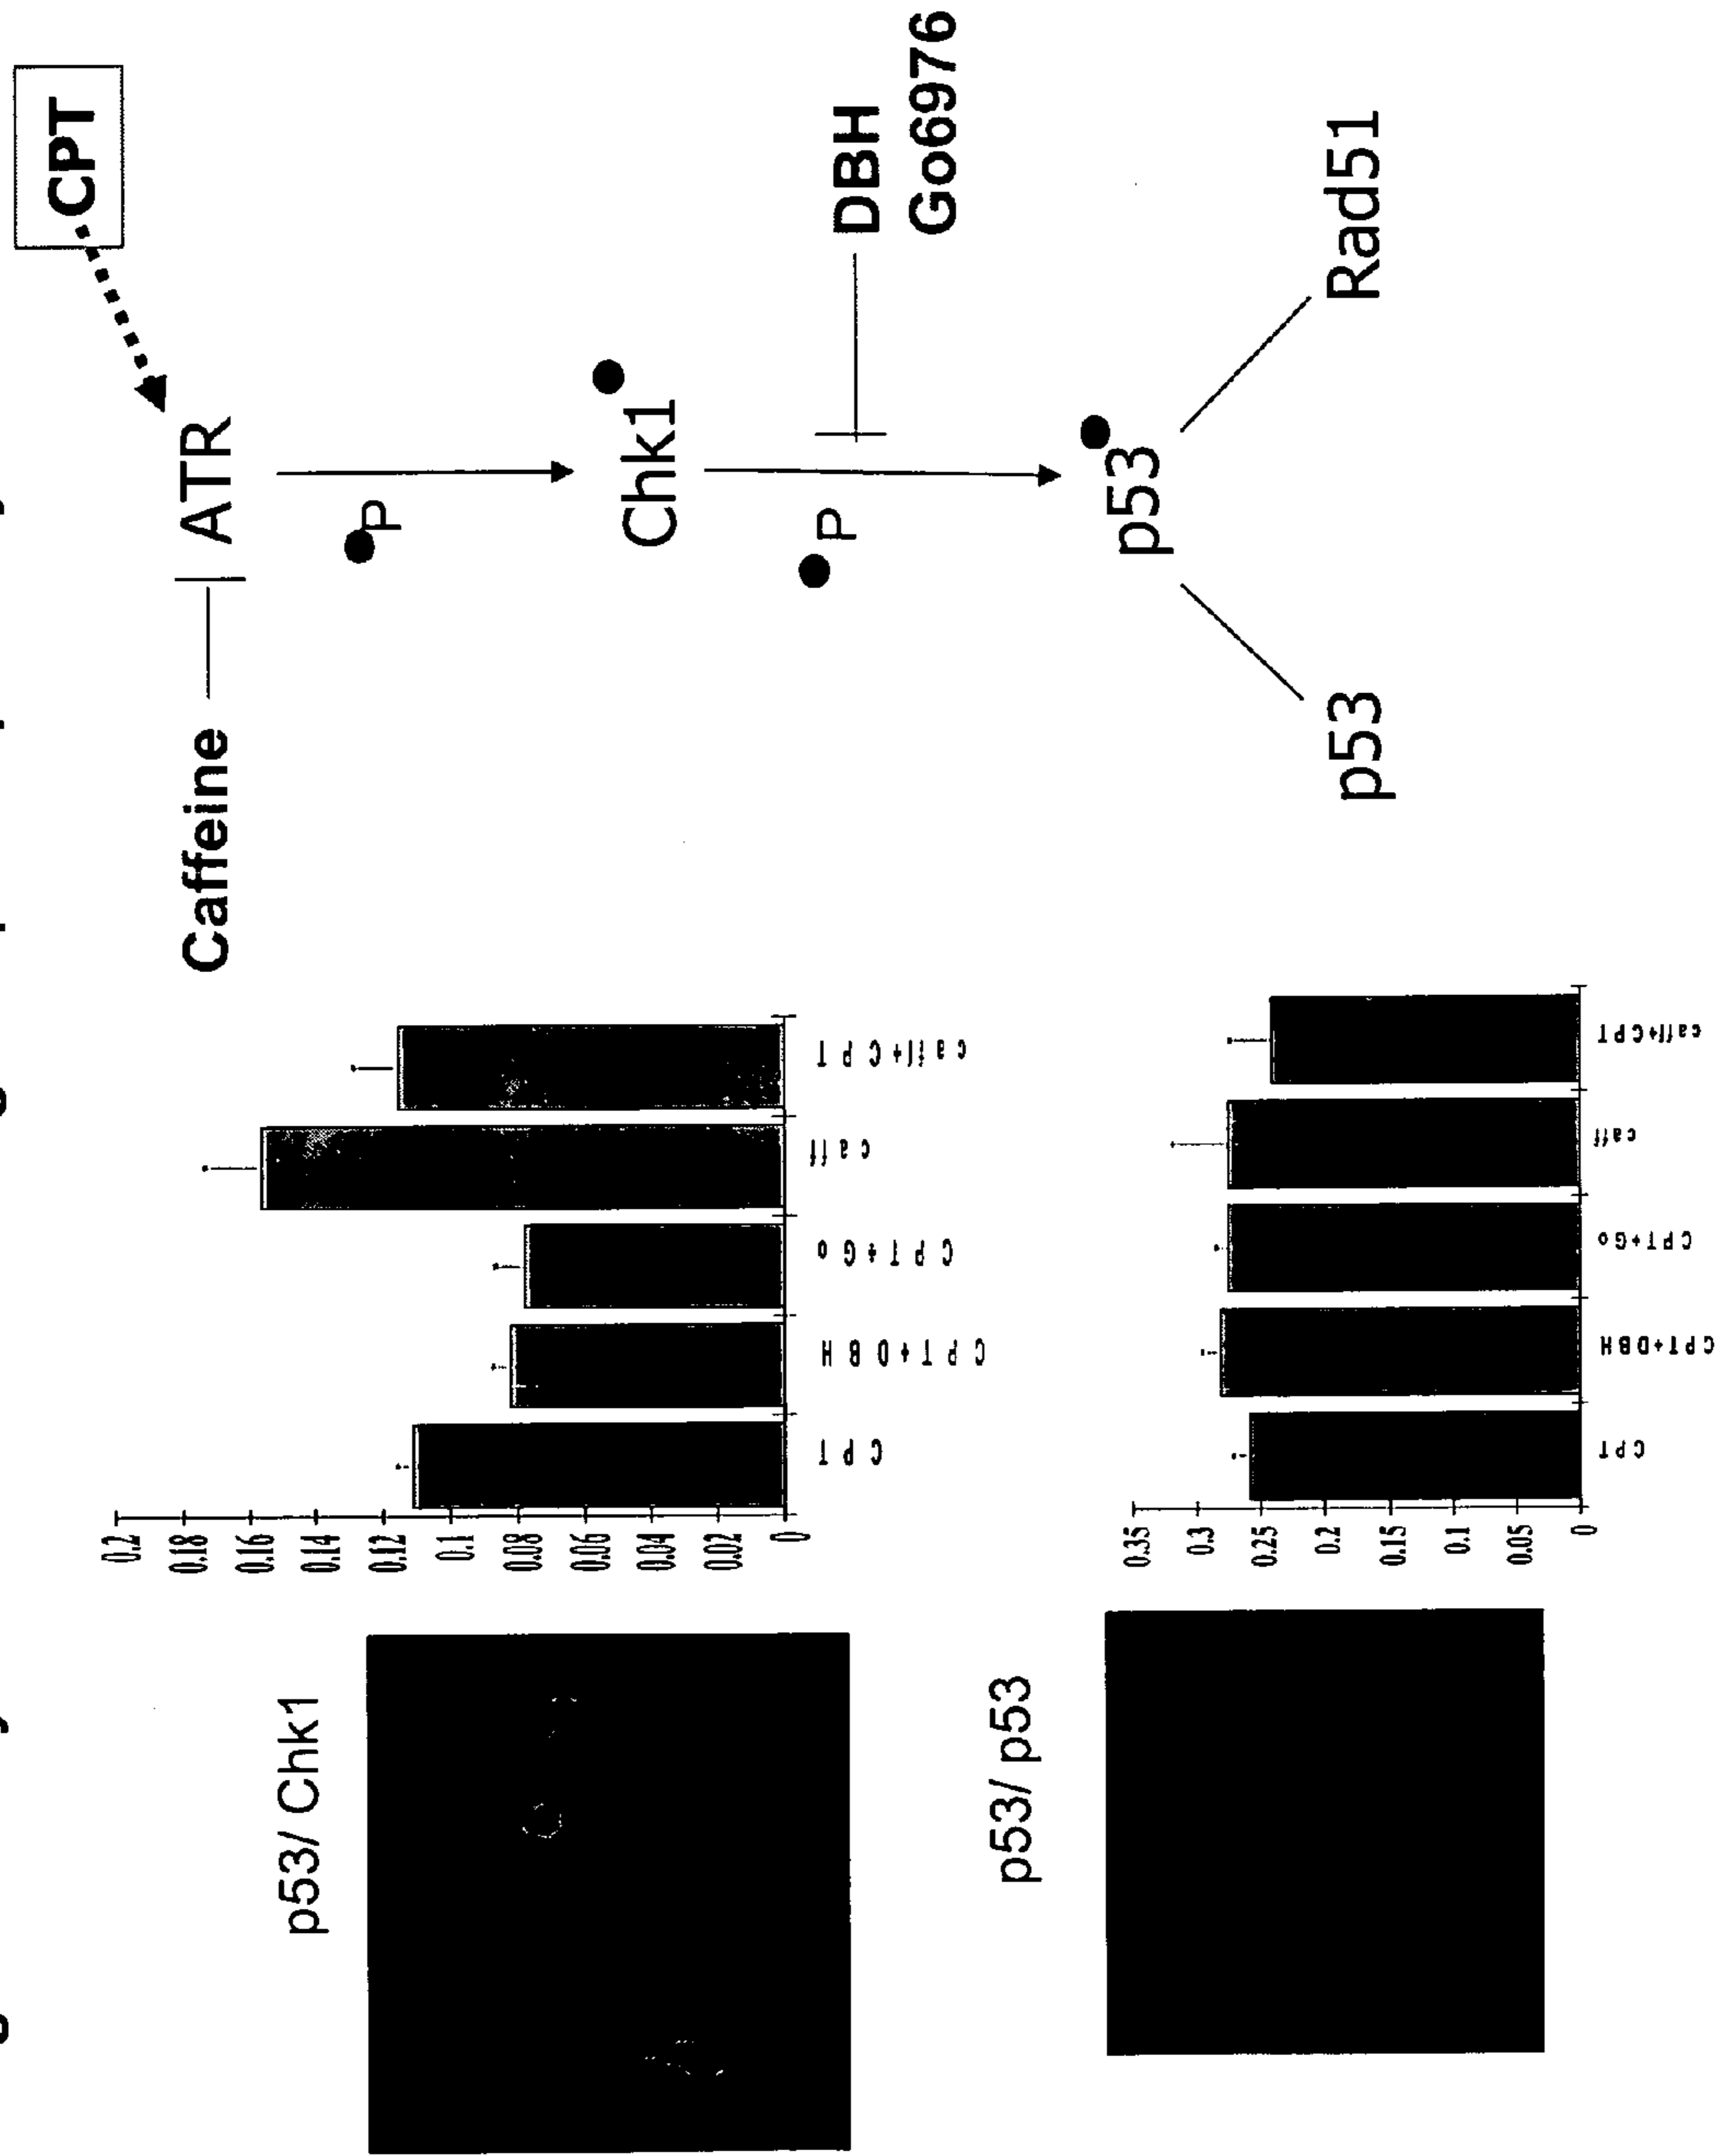 CPT
Caffeine
ATR
P
Chk1
P
DBH
Go6976
p53
p53
Rad51
p53/ Chk1
0.2
0.18
0.16
0.14
0.12
0.1
0.08
0.06
0.04
0.02
0
CPT
CPT+DBH
CPT+Go
caff
caff+CPT
p53/ p53
0.35
0.3
0.25
0.2
0.15
0.1
0.05
0
CPT
CPT+DBH
CPT+Go
caff
caff+CPT